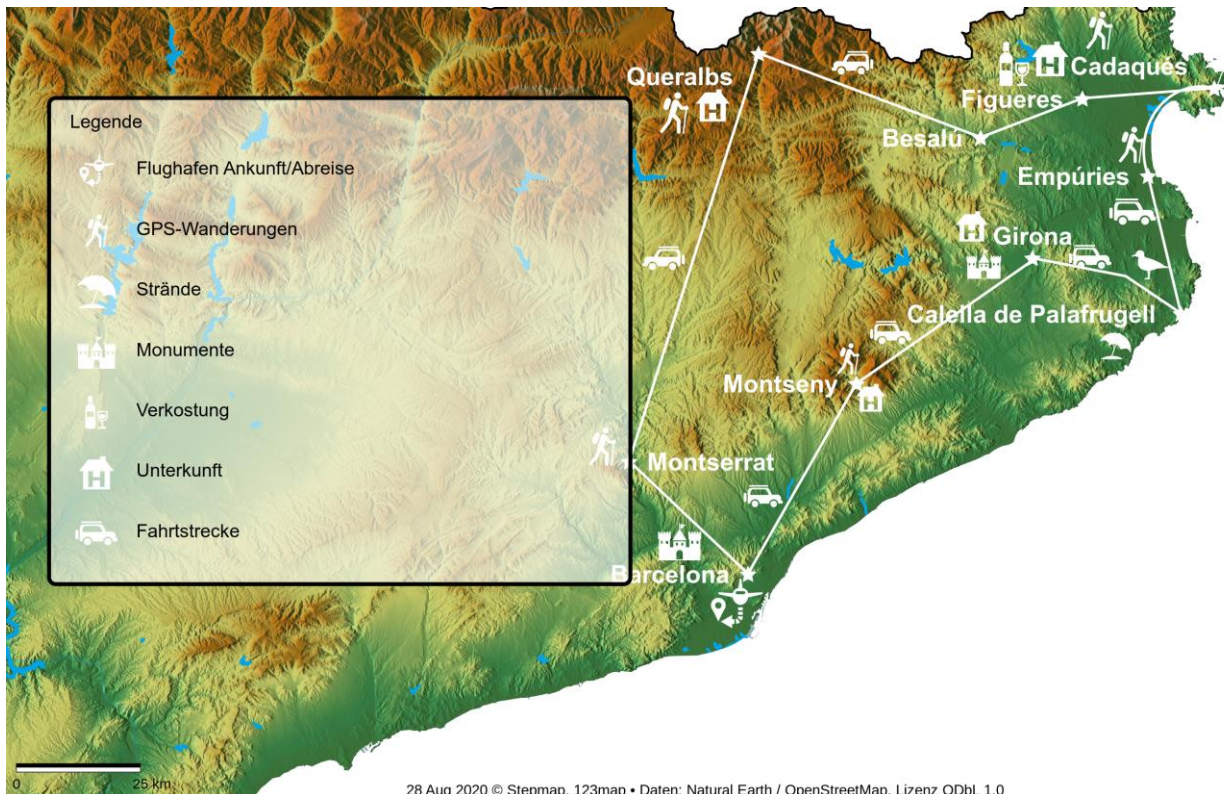 Legende
Flughafen Ankunft/Abreise
GPS-Wanderungen
Strände
Monumente
Verkostung
Unterkunft
Fahrtstrecke
Queralbs
Cadaqués
Figueres
Besalú
Empúries
Girona
Calella de Palafrugell
Montseny
Montserrat
Barcelona
0 25 km
28 Aug 2020 © Stepmap, 123map • Daten: Natural Earth / OpenStreetMap, Lizenz ODbL 1.0